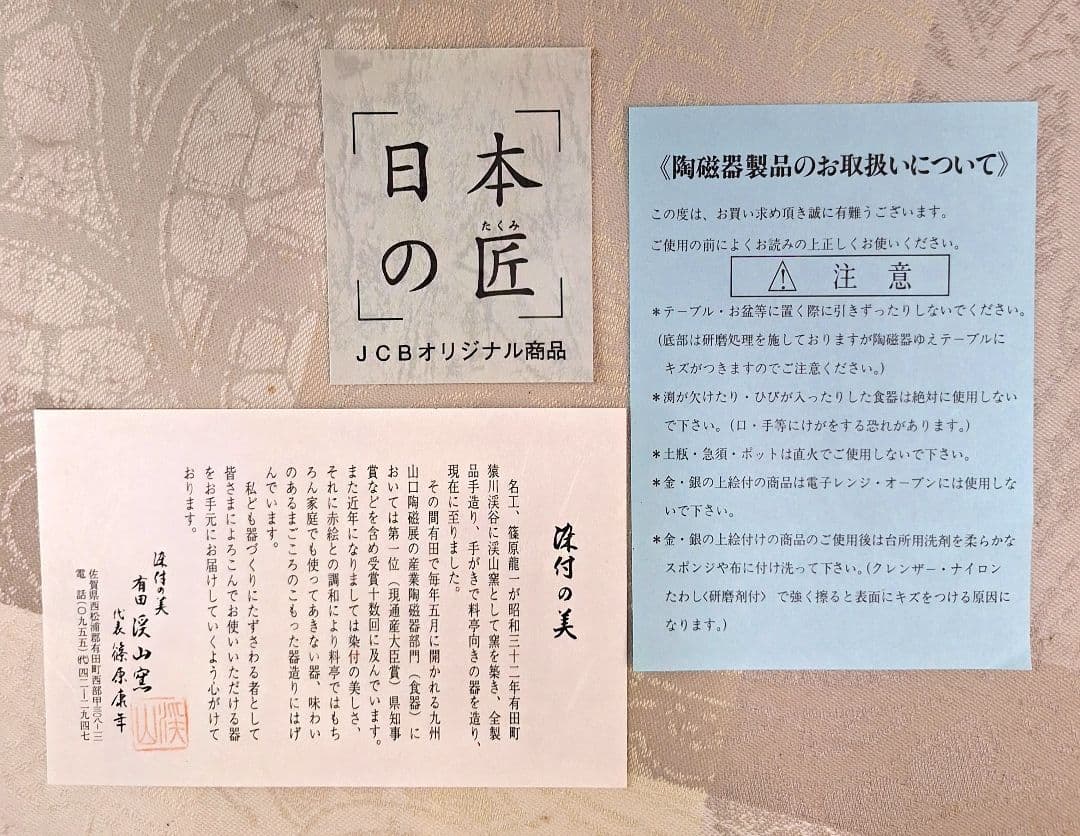 日本
の匠
たくみ
JCBオリジナル商品
《陶磁器製品のお取扱いについて》
この度は、お買い求め頂き誠に有難うございます。
ご使用の前によくお読みの上正しくお使いください。
注意
*テーブル・お盆等に置く際に引きずったりしないでください。
(底部は研磨処理を施しておりますが陶磁器ゆえテーブルに
キズがつきますのでご注意ください。)
*渕が欠けたり・ひびが入ったりした食器は絶対に使用しない
で下さい。(口・手等にけがをする恐れがあります。)
*土瓶・急須・ポットは直火でご使用しないで下さい。
*金・銀の上絵付の商品は電子レンジ・オーブンには使用しな
いで下さい。
*金・銀の上絵付けの商品のご使用後は台所用洗剤を柔らかな
スポンジや布に付け洗って下さい。(クレンザー・ナイロン
たわし〈研磨剤付〉で強く擦ると表面にキズをつける原因に
なります。)
染付の美
名工、篠原龍一が昭和三十二年有田町
猿川渓谷に渓山窯として窯を築き、全製
品手造り、手がきで料亭向きの器を造り、
現在に至りました。
その間有田で毎年五月に開かれる九州
山口陶磁展の産業陶磁器部門(食器)に
おいては第一位(現通産大臣賞)県知事
賞などを含め受賞十数回に及んでいます。
また近年になりましては染付の美しさ、
それに赤絵との調和により料亭ではもち
ろん家庭でも使ってあきない器、味わい
のあるまごころのこもった器造りにはげ
んでいます。
私ども器づくりにたずさわる者として
皆さまによろこんでお使いいただける器
をお手元にお届けしていくよう心がけて
おります。
染付の美
有田 渓山窯
代表 篠原康年
渓山
佐賀県西松浦郡有田町西部甲三〇八-三
電話(〇九五五)㈹四二-二九四七